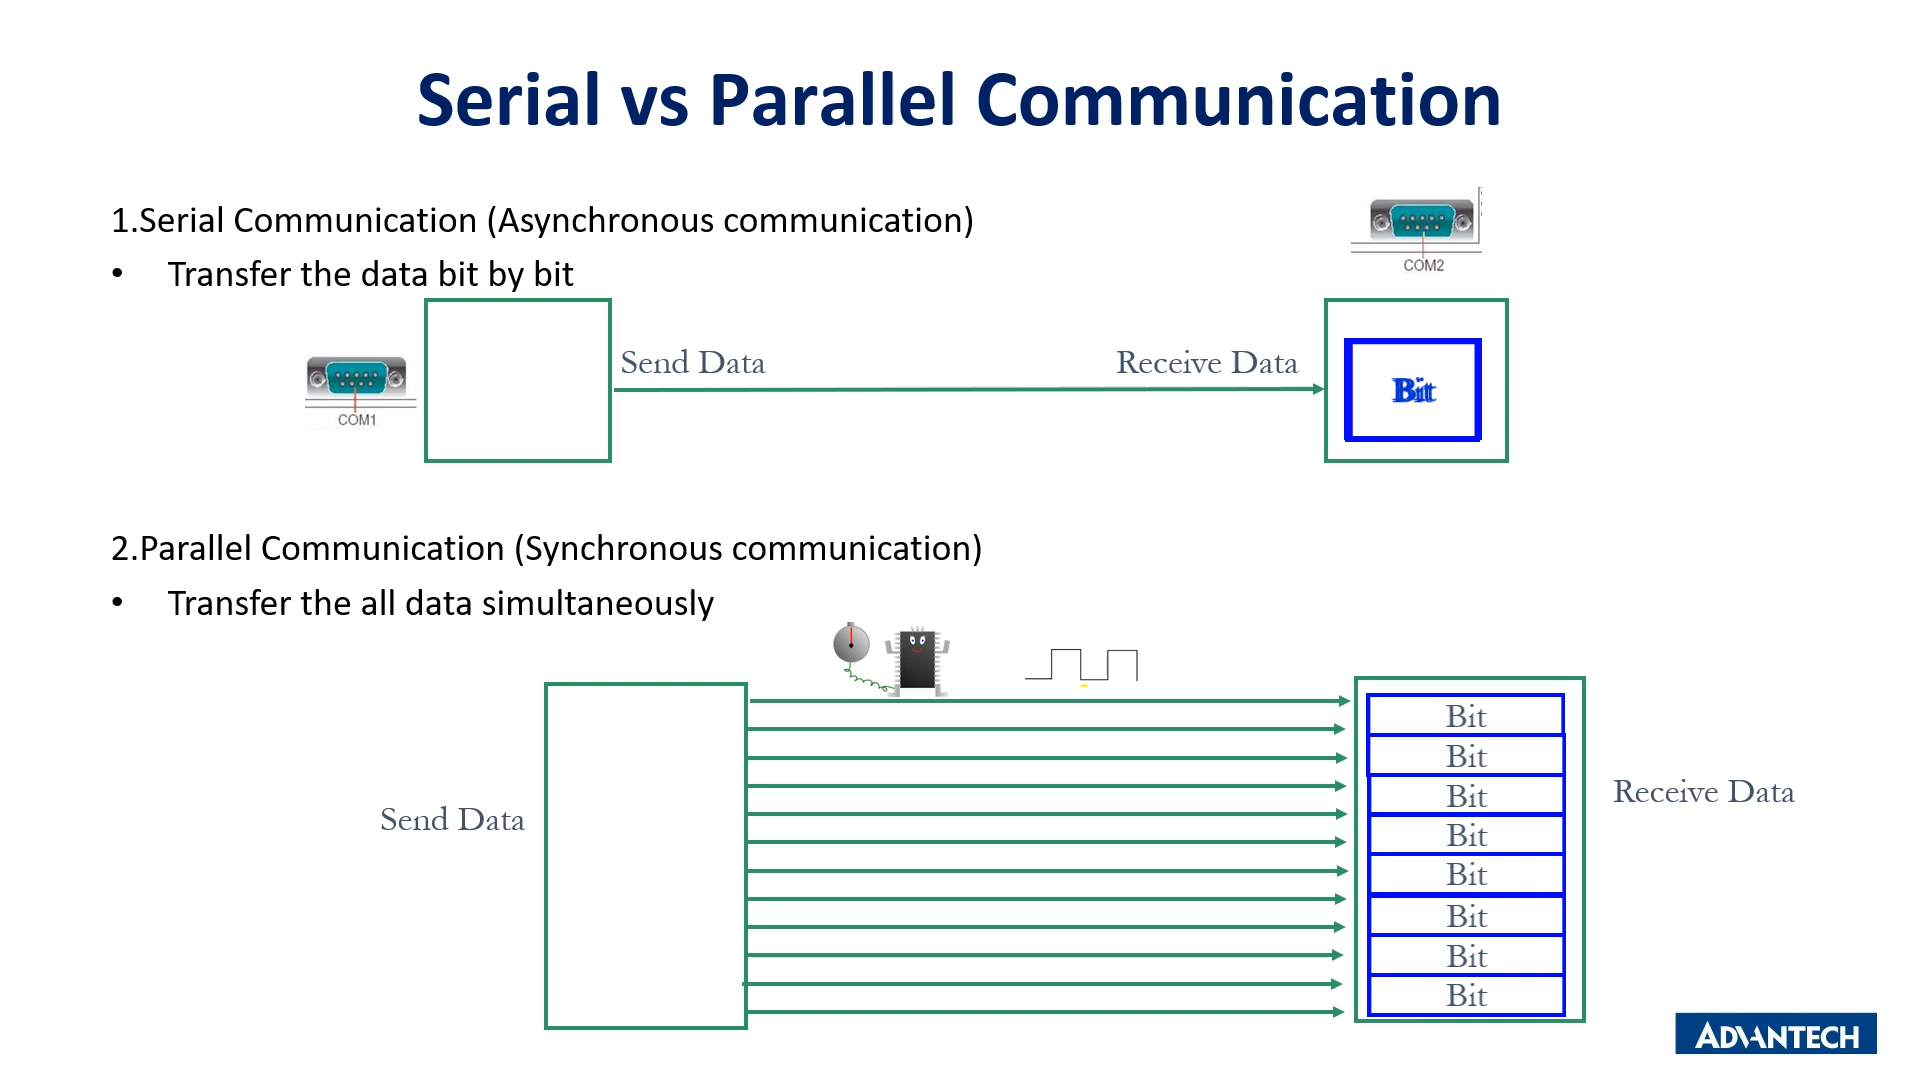 Serial vs Parallel Communication
1.Serial Communication (Asynchronous communication)
• Transfer the data bit by bit
COM2
Send Data
Receive Data
Bit
COM1
2.Parallel Communication (Synchronous communication)
• Transfer the all data simultaneously
Send Data
Bit
Bit
Bit
Bit
Bit
Bit
Bit
Bit
Receive Data
ADVANTECH